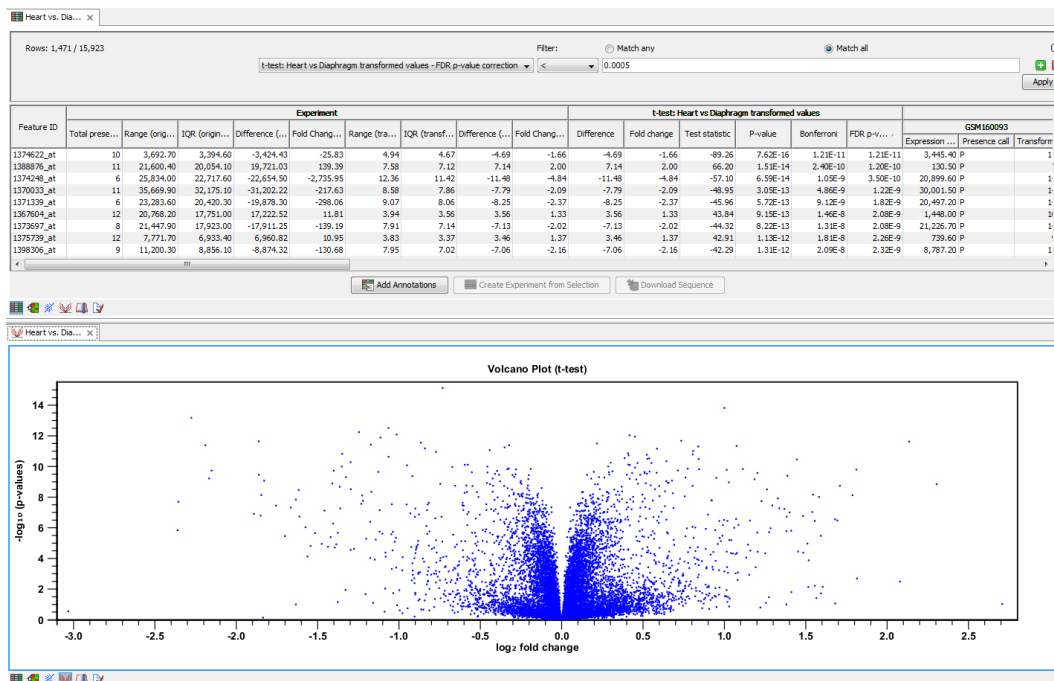 Heart vs. Dia... ×
Rows: 1,471 / 15,923 Filter: Match any Match all
t-test: Heart vs Diaphragm transformed values - FDR p-value correction < 0.0005
Apply
Experiment t-test: Heart vs Diaphragm transformed values
GSM160093
Feature ID Total prese... Range (orig... IQR (origin... Difference (... Fold Chang... Range (tra... IQR (transf... Difference (... Fold Chang... Difference Fold change Test statistic P-value Bonferroni FDR p-v...
Expression ... Presence call Transform
1374622_at 10 3,692.70 3,394.60 -3,424.43 -25.83 4.94 4.67 -4.69 -1.66 -4.69 -1.66 -89.26 7.62E-16 1.21E-11 1.21E-11 3,445.40 P
1388876_at 11 21,600.40 20,054.10 19,721.03 139.39 7.58 7.12 7.14 2.00 7.14 2.00 66.20 1.51E-14 2.40E-10 1.20E-10 130.50 P
1374248_at 6 25,834.00 22,717.60 -22,654.50 -2,735.95 12.36 11.42 -11.48 -4.84 -11.48 -4.84 -57.10 6.59E-14 1.05E-9 3.50E-10 20,899.60 P
1370033_at 11 35,669.90 32,175.10 -31,202.22 -217.63 8.58 7.86 -7.79 -2.09 -7.79 -2.09 -48.95 3.05E-13 4.86E-9 1.22E-9 30,001.50 P
1371339_at 6 23,283.60 20,420.30 -19,878.30 -298.06 9.07 8.06 -8.25 -2.37 -8.25 -2.37 -45.96 5.72E-13 9.12E-9 1.82E-9 20,497.20 P
1367604_at 12 20,768.20 17,751.00 17,222.52 11.81 3.94 3.56 3.56 1.33 3.56 1.33 43.84 9.15E-13 1.46E-8 2.08E-9 1,448.00 P
1373697_at 8 21,447.90 17,923.00 -17,911.25 -139.19 7.91 7.14 -7.13 -2.02 -7.13 -2.02 -44.32 8.22E-13 1.31E-8 2.08E-9 21,226.70 P
1375739_at 12 7,771.70 6,933.40 6,960.82 10.95 3.83 3.37 3.46 1.37 3.46 1.37 42.91 1.13E-12 1.81E-8 2.26E-9 739.60 P
1398306_at 9 11,200.30 8,856.10 -8,874.32 -130.68 7.95 7.02 -7.06 -2.16 -7.06 -2.16 -42.29 1.31E-12 2.09E-8 2.32E-9 8,787.20 P
Add Annotations Create Experiment from Selection Download Sequence
Heart vs. Dia... ×
Volcano Plot (t-test)
-log₁₀ (p-values)
14
12
10
8
6
4
2
0
-3.0 -2.5 -2.0 -1.5 -1.0 -0.5 0.0 0.5 1.0 1.5 2.0 2.5
log₂ fold change